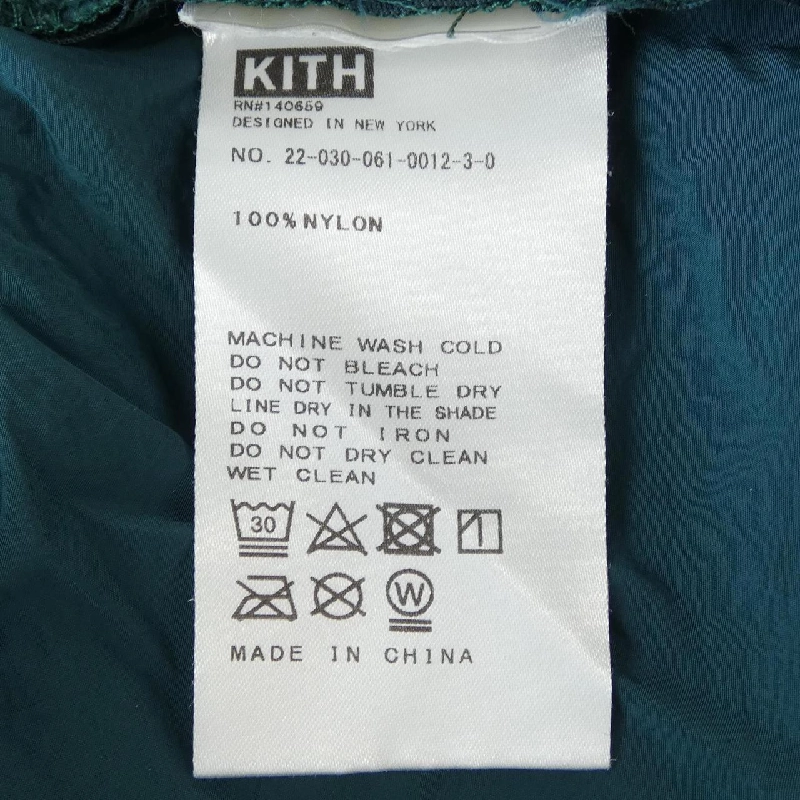 KITH
RN#140659
DESIGNED IN NEW YORK
NO. 22-030-061-0012-3-0
100%NYLON
MACHINE WASH COLD
DO NOT BLEACH
DO NOT TUMBLE DRY
LINE DRY IN THE SHADE
DO NOT IRON
DO NOT DRY CLEAN
WET CLEAN
30
W
MADE IN CHINA